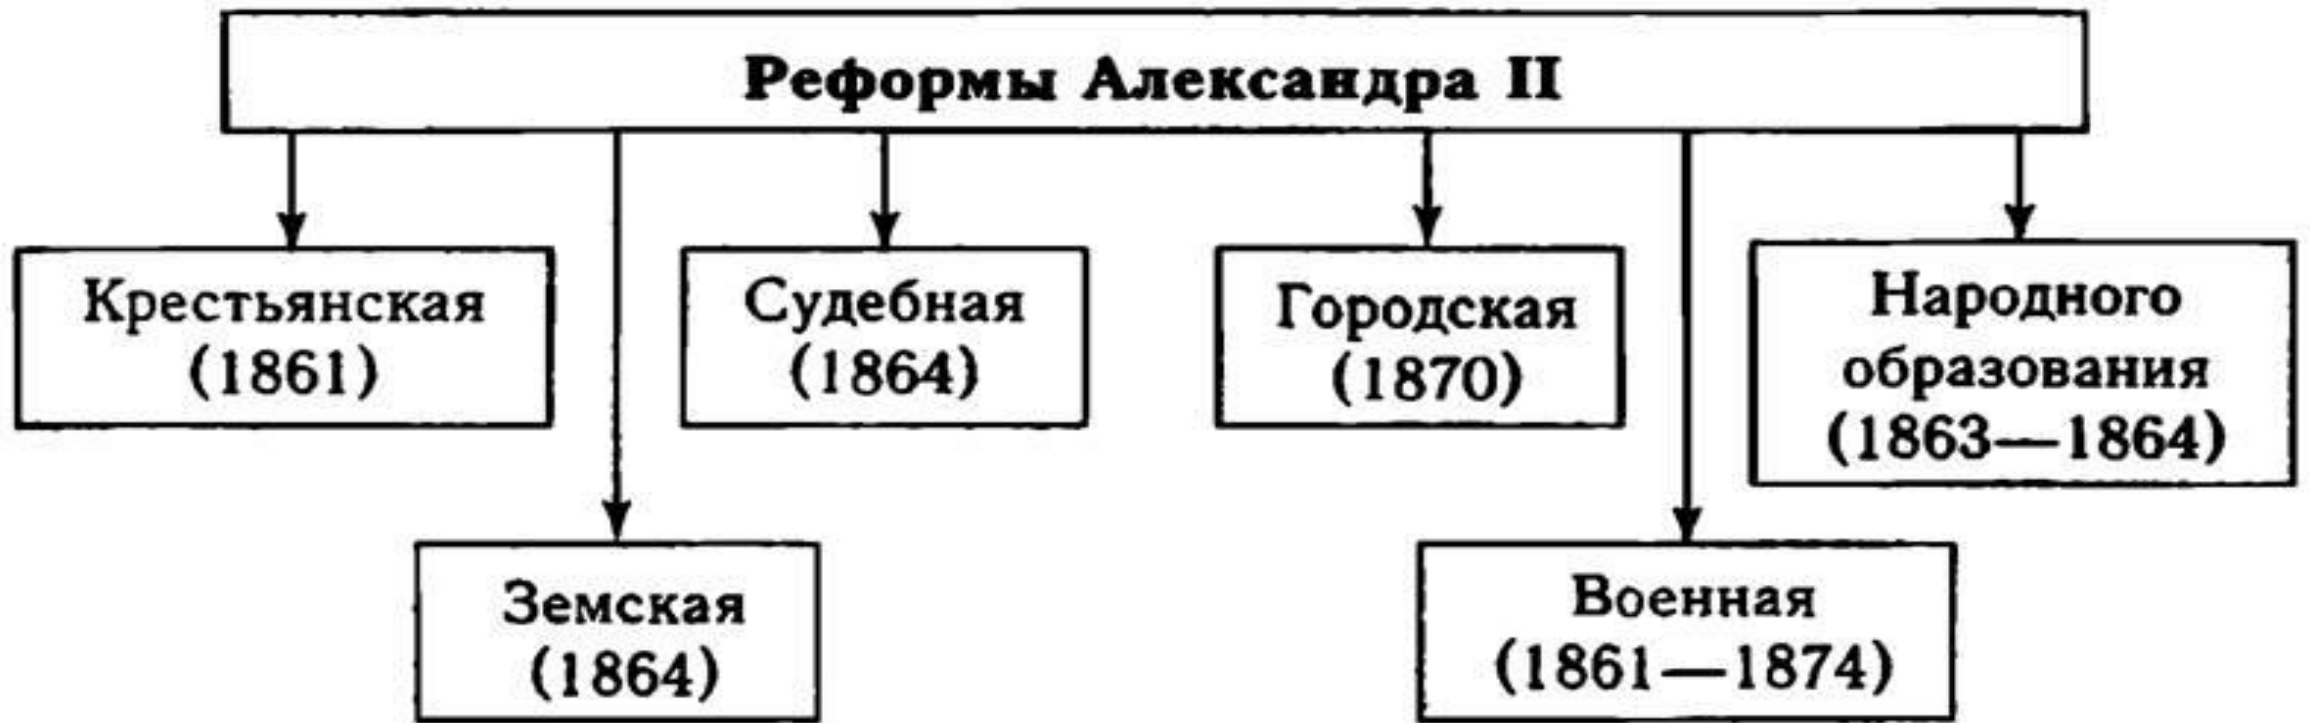 Реформы Александра II
Крестьянская
(1861)
Судебная
(1864)
Городская
(1870)
Народного
образования
(1863—1864)
Земская
(1864)
Военная
(1861—1874)